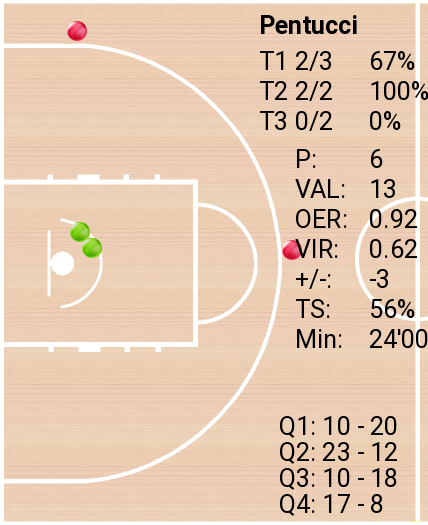 Pentucci
T1 2/3 67%
T2 2/2 100%
T3 0/2 0%
P: 6
VAL: 13
OER: 0.92
VIR: 0.62
+/-: -3
TS: 56%
Min: 24'00
Q1: 10 - 20
Q2: 23 - 12
Q3: 10 - 18
Q4: 17 - 8